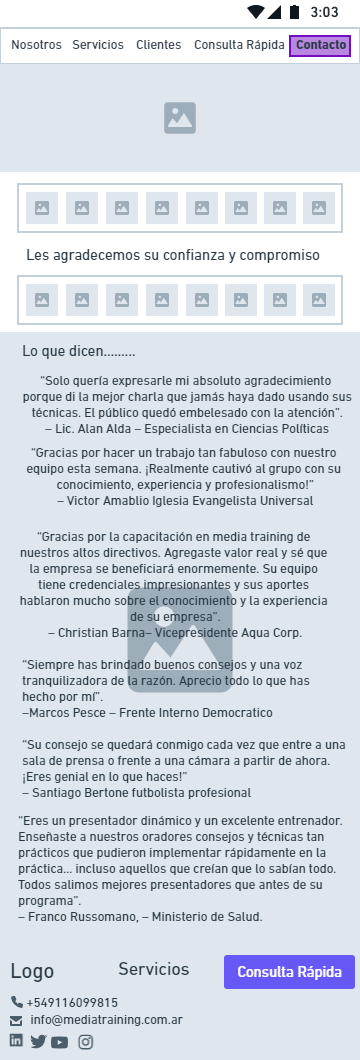 3:03
Nosotros Servicios Clientes Consulta Rápida Contacto
Les agradecemos su confianza y compromiso
Lo que dicen.........
“Solo quería expresarle mi absoluto agradecimiento
porque di la mejor charla que jamás haya dado usando sus
técnicas. El público quedó embelesado con la atención”.
– Lic. Alan Alda – Especialista en Ciencias Políticas
“Gracias por hacer un trabajo tan fabuloso con nuestro
equipo esta semana. ¡Realmente cautivó al grupo con su
conocimiento, experiencia y profesionalismo!”
– Victor Amablio Iglesia Evangelista Universal
“Gracias por la capacitación en media training de
nuestros altos directivos. Agregaste valor real y sé que
la empresa se beneficiará enormemente. Su equipo
tiene credenciales impresionantes y sus aportes
hablaron mucho sobre el conocimiento y la experiencia
de su empresa”.
– Christian Barna– Vicepresidente Aqua Corp.
“Siempre has brindado buenos consejos y una voz
tranquilizadora de la razón. Aprecio todo lo que has
hecho por mí”.
–Marcos Pesce – Frente Interno Democratico
“Su consejo se quedará conmigo cada vez que entre a una
sala de prensa o frente a una cámara a partir de ahora.
¡Eres genial en lo que haces!”
– Santiago Bertone futbolista profesional
“Eres un presentador dinámico y un excelente entrenador.
Enseñaste a nuestros oradores consejos y técnicas tan
prácticos que pudieron implementar rápidamente en la
práctica... incluso aquellos que creían que lo sabían todo.
Todos salimos mejores presentadores que antes de su
programa”.
– Franco Russomano, – Ministerio de Salud.
Logo Servicios Consulta Rápida
+549116099815
info@mediatraining.com.ar